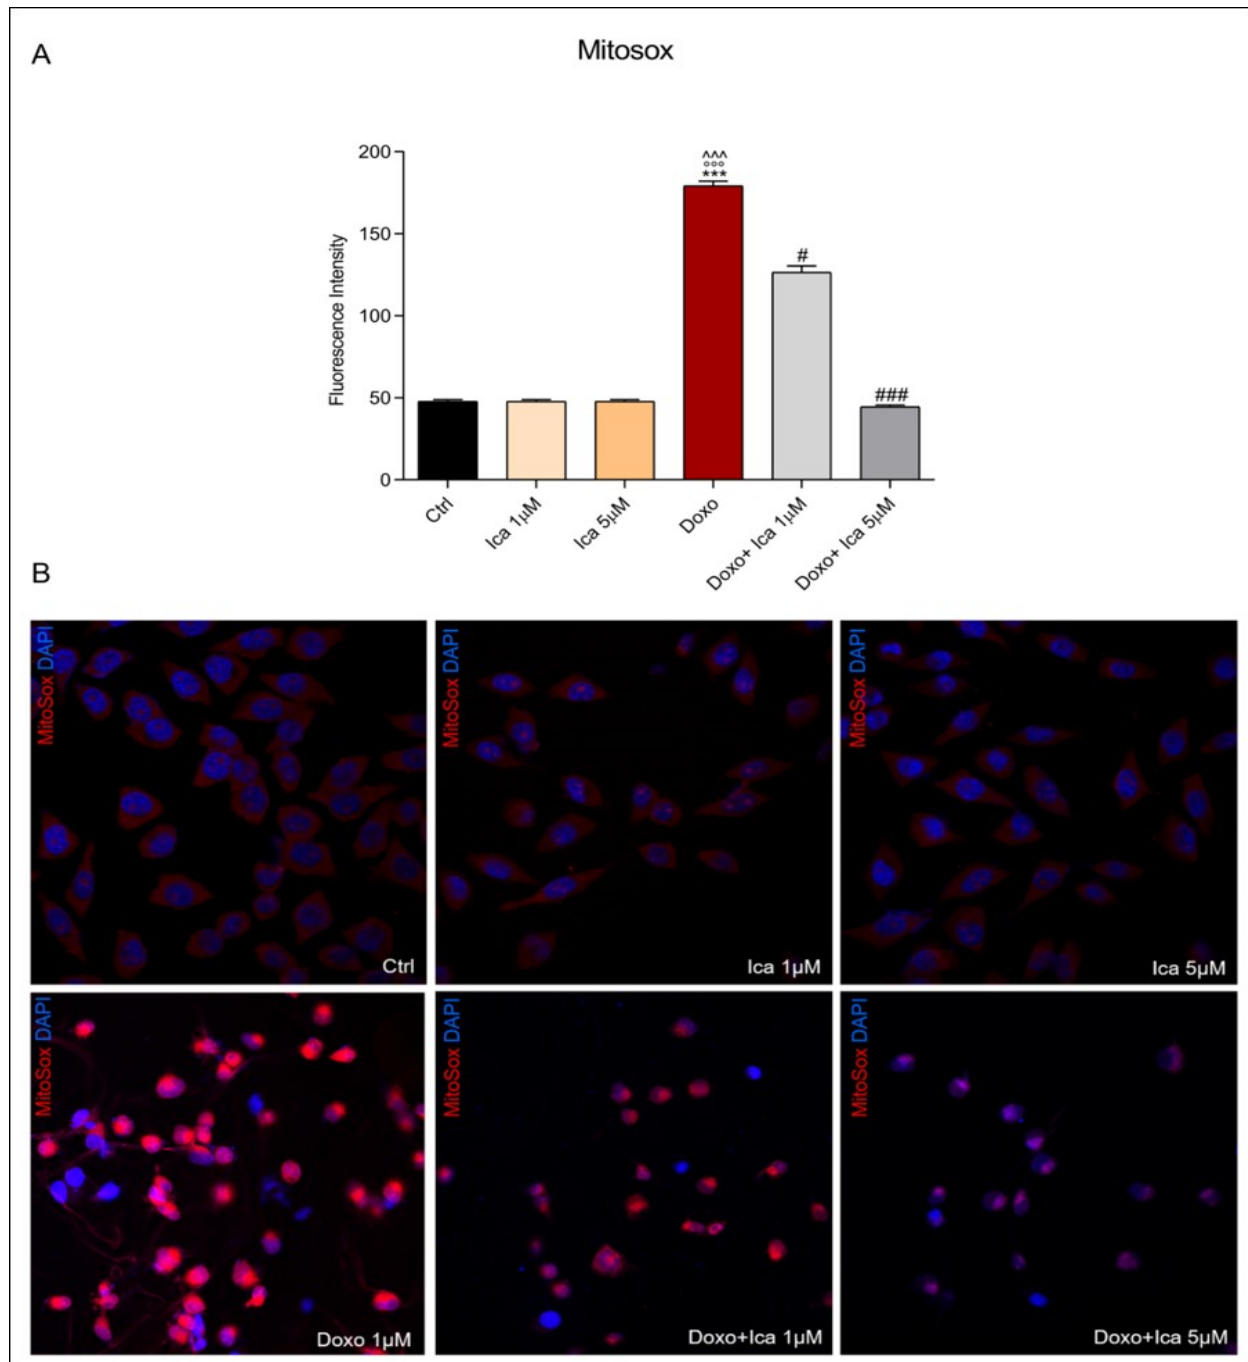 A
Mitosox
Fluorescence Intensity
200
150
100
50
0
^^^
°°°
***
#
###
Ctrl
Ica 1µM
Ica 5µM
Doxo
Doxo+ Ica 1µM
Doxo+ Ica 5µM
B
MitoSox DAPI
Ctrl
MitoSox DAPI
Ica 1µM
MitoSox DAPI
Ica 5µM
MitoSox DAPI
Doxo 1µM
MitoSox DAPI
Doxo+Ica 1µM
MitoSox DAPI
Doxo+Ica 5µM